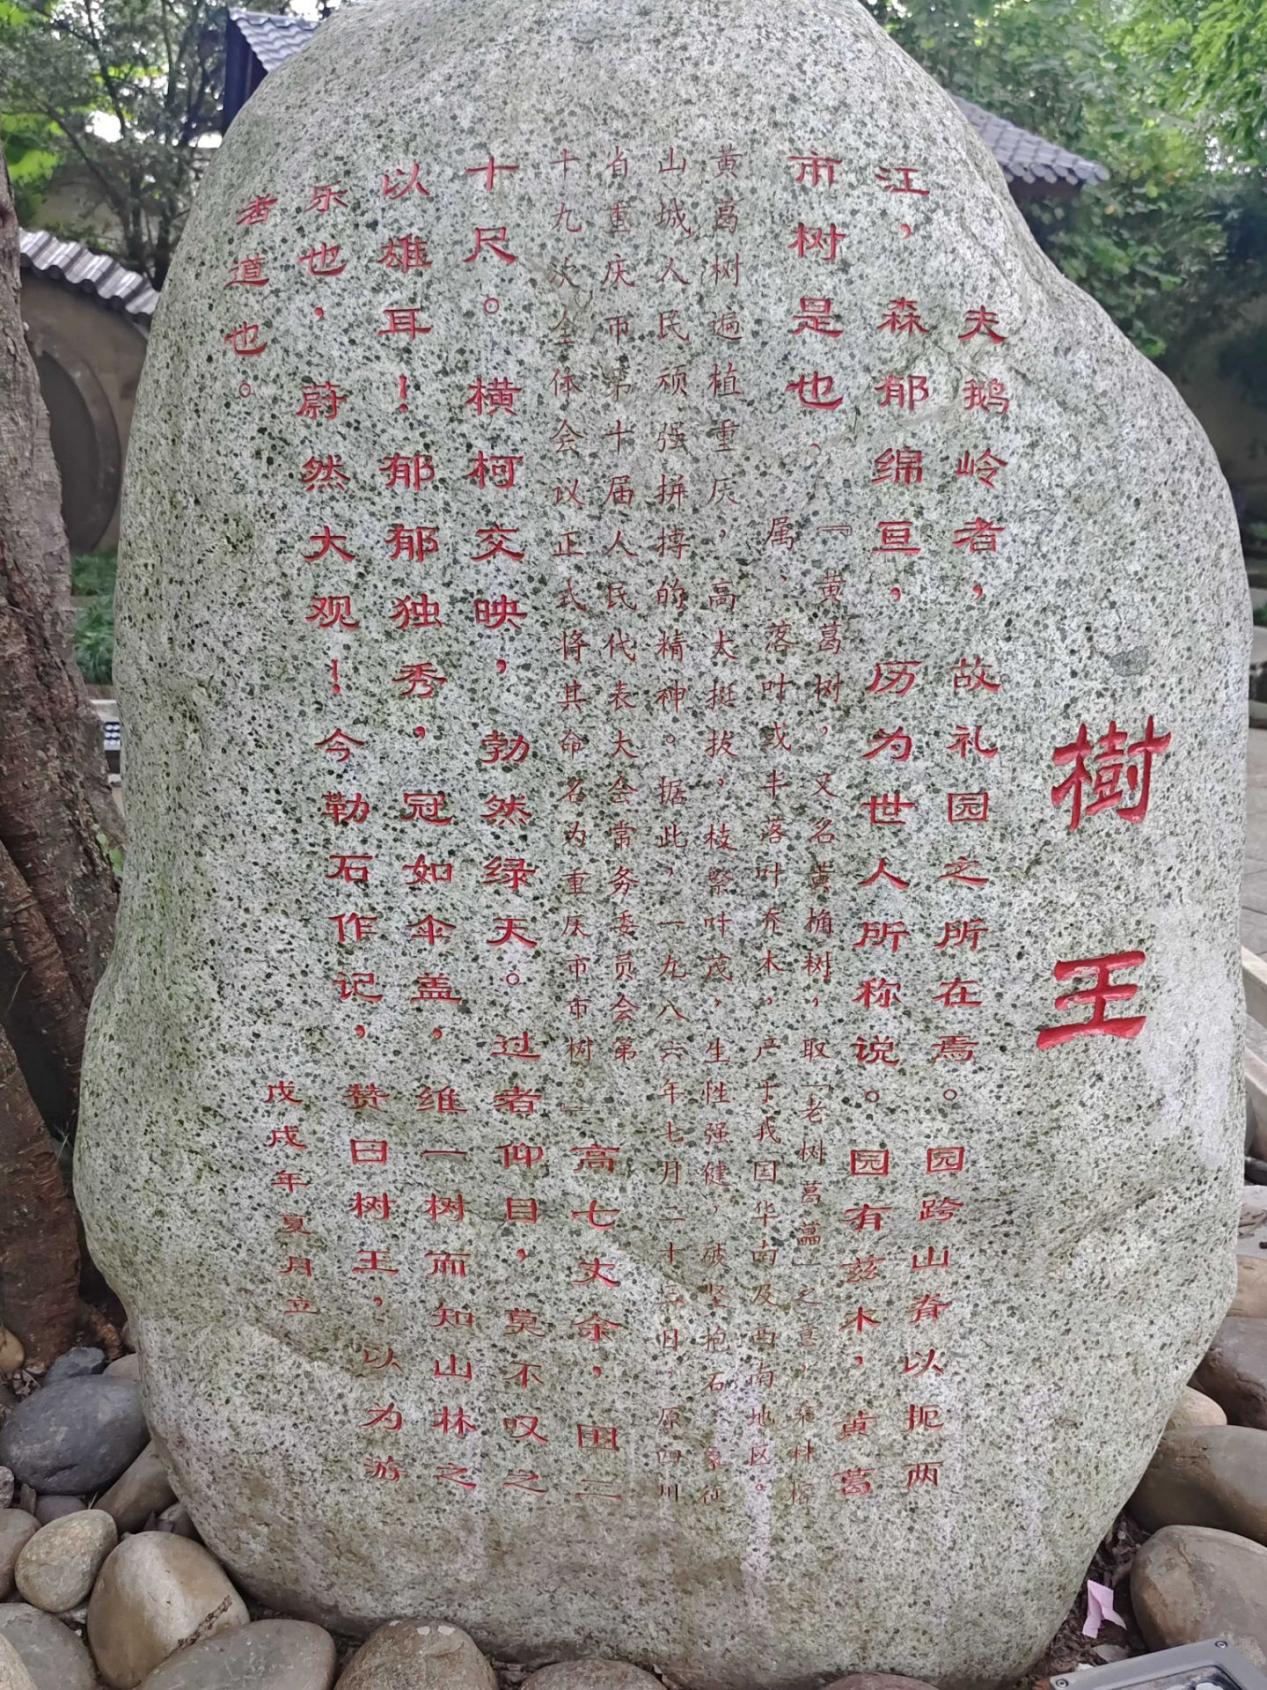 樹王
夫鹅岭者，故礼园之所在焉。园跨山脊以扼两
江，森郁绵亘，历为世人所称说。园有兹木，黄葛
市树是也。
『黄葛树，又名黄桷树，取「老树菖藟」之意，桑科榕
属、落叶或半落叶乔木，产于我国华南及西南地区。
黄葛树遍植重庆，高大挺拔，枝繁叶茂，生性强健，破坚抱石，象征
山城人民顽强拼搏的精神。据此，一九八六年七月二十三日，原四川
省重庆市第十届人民代表大会常务委员会第
十九次全体会议正式将其命名为重庆市市树。』
高七丈余，围二
十尺。横柯交映，勃然绿天。过者仰目，莫不叹之
以雄耳！郁郁独秀，冠如伞盖，维一树而知山林之
乐也，蔚然大观！今勒石作记，赞曰树王，以为游
者道也。
戊戌年夏月立